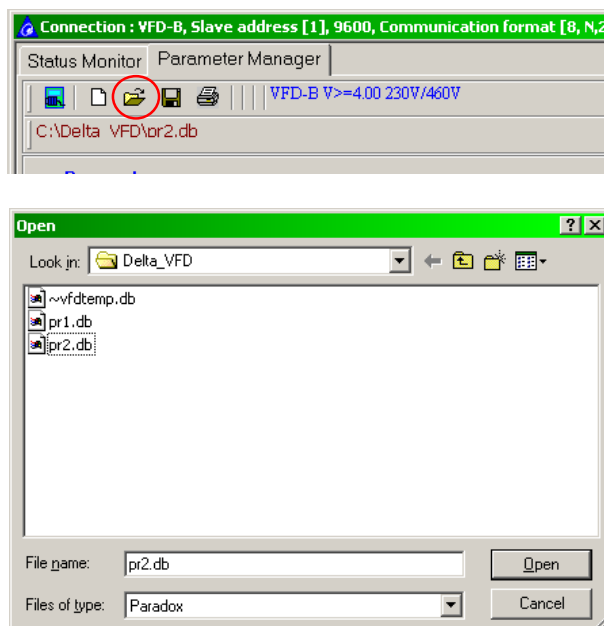 Connection : VFD-B, Slave address [1], 9600, Communication format [8, N,2
Status Monitor Parameter Manager
VFD-B V>=4.00 230V/460V
C:\Delta_VFD\pr2.db
Open
Look in: Delta_VFD
~vfdtemp.db
pr1.db
pr2.db
File name: pr2.db Open
Files of type: Paradox Cancel